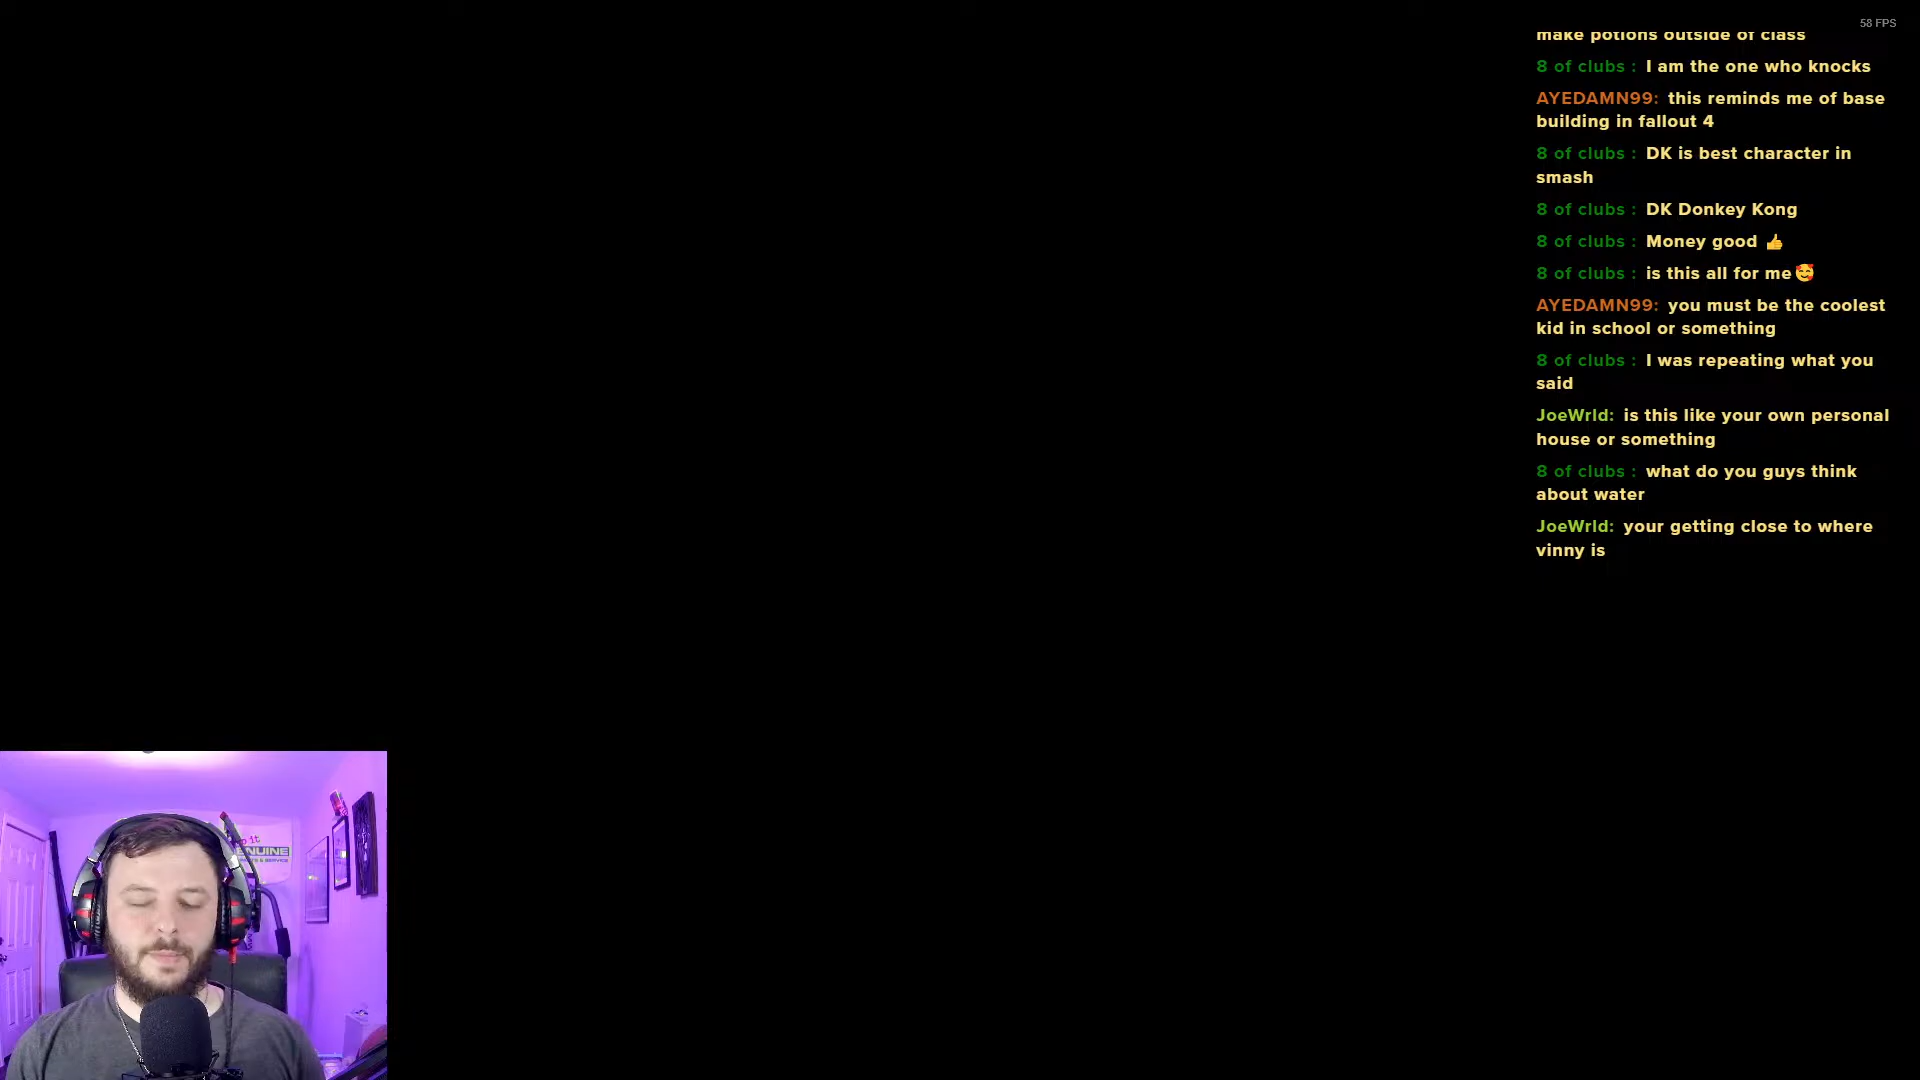 58 FPS
make potions outside of class
8 of clubs : I am the one who knocks
AYEDAMN99: this reminds me of base
building in fallout 4
8 of clubs : DK is best character in
smash
8 of clubs : DK Donkey Kong
8 of clubs : Money good 👍
8 of clubs : is this all for me🥰
AYEDAMN99: you must be the coolest
kid in school or something
8 of clubs : I was repeating what you
said
JoeWrld: is this like your own personal
house or something
8 of clubs : what do you guys think
about water
JoeWrld: your getting close to where
vinny is
ENUINE